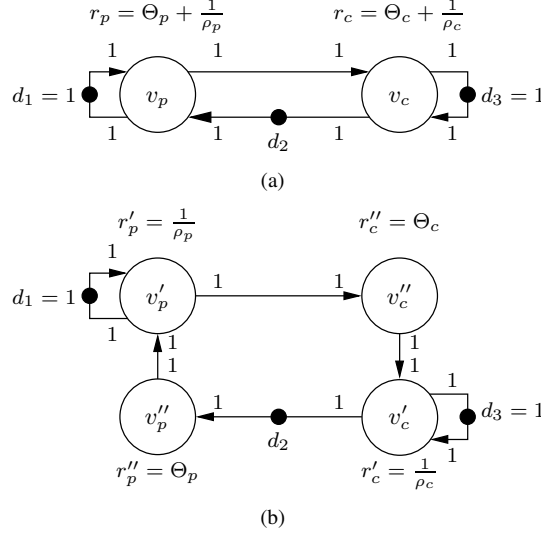 r_p = Θ_p + 1/ρ_p    r_c = Θ_c + 1/ρ_c
1 1 1 1
d_1 = 1 v_p v_c d_3 = 1
1 1 1 1
d_2
(a)
r'_p = 1/ρ_p    r''_c = Θ_c
1 1 1
d_1 = 1 v'_p v''_c
1
1 1
1 1
1 1 1
v''_p v'_c d_3 = 1
d_2
1
r''_p = Θ_p    r'_c = 1/ρ_c
(b)